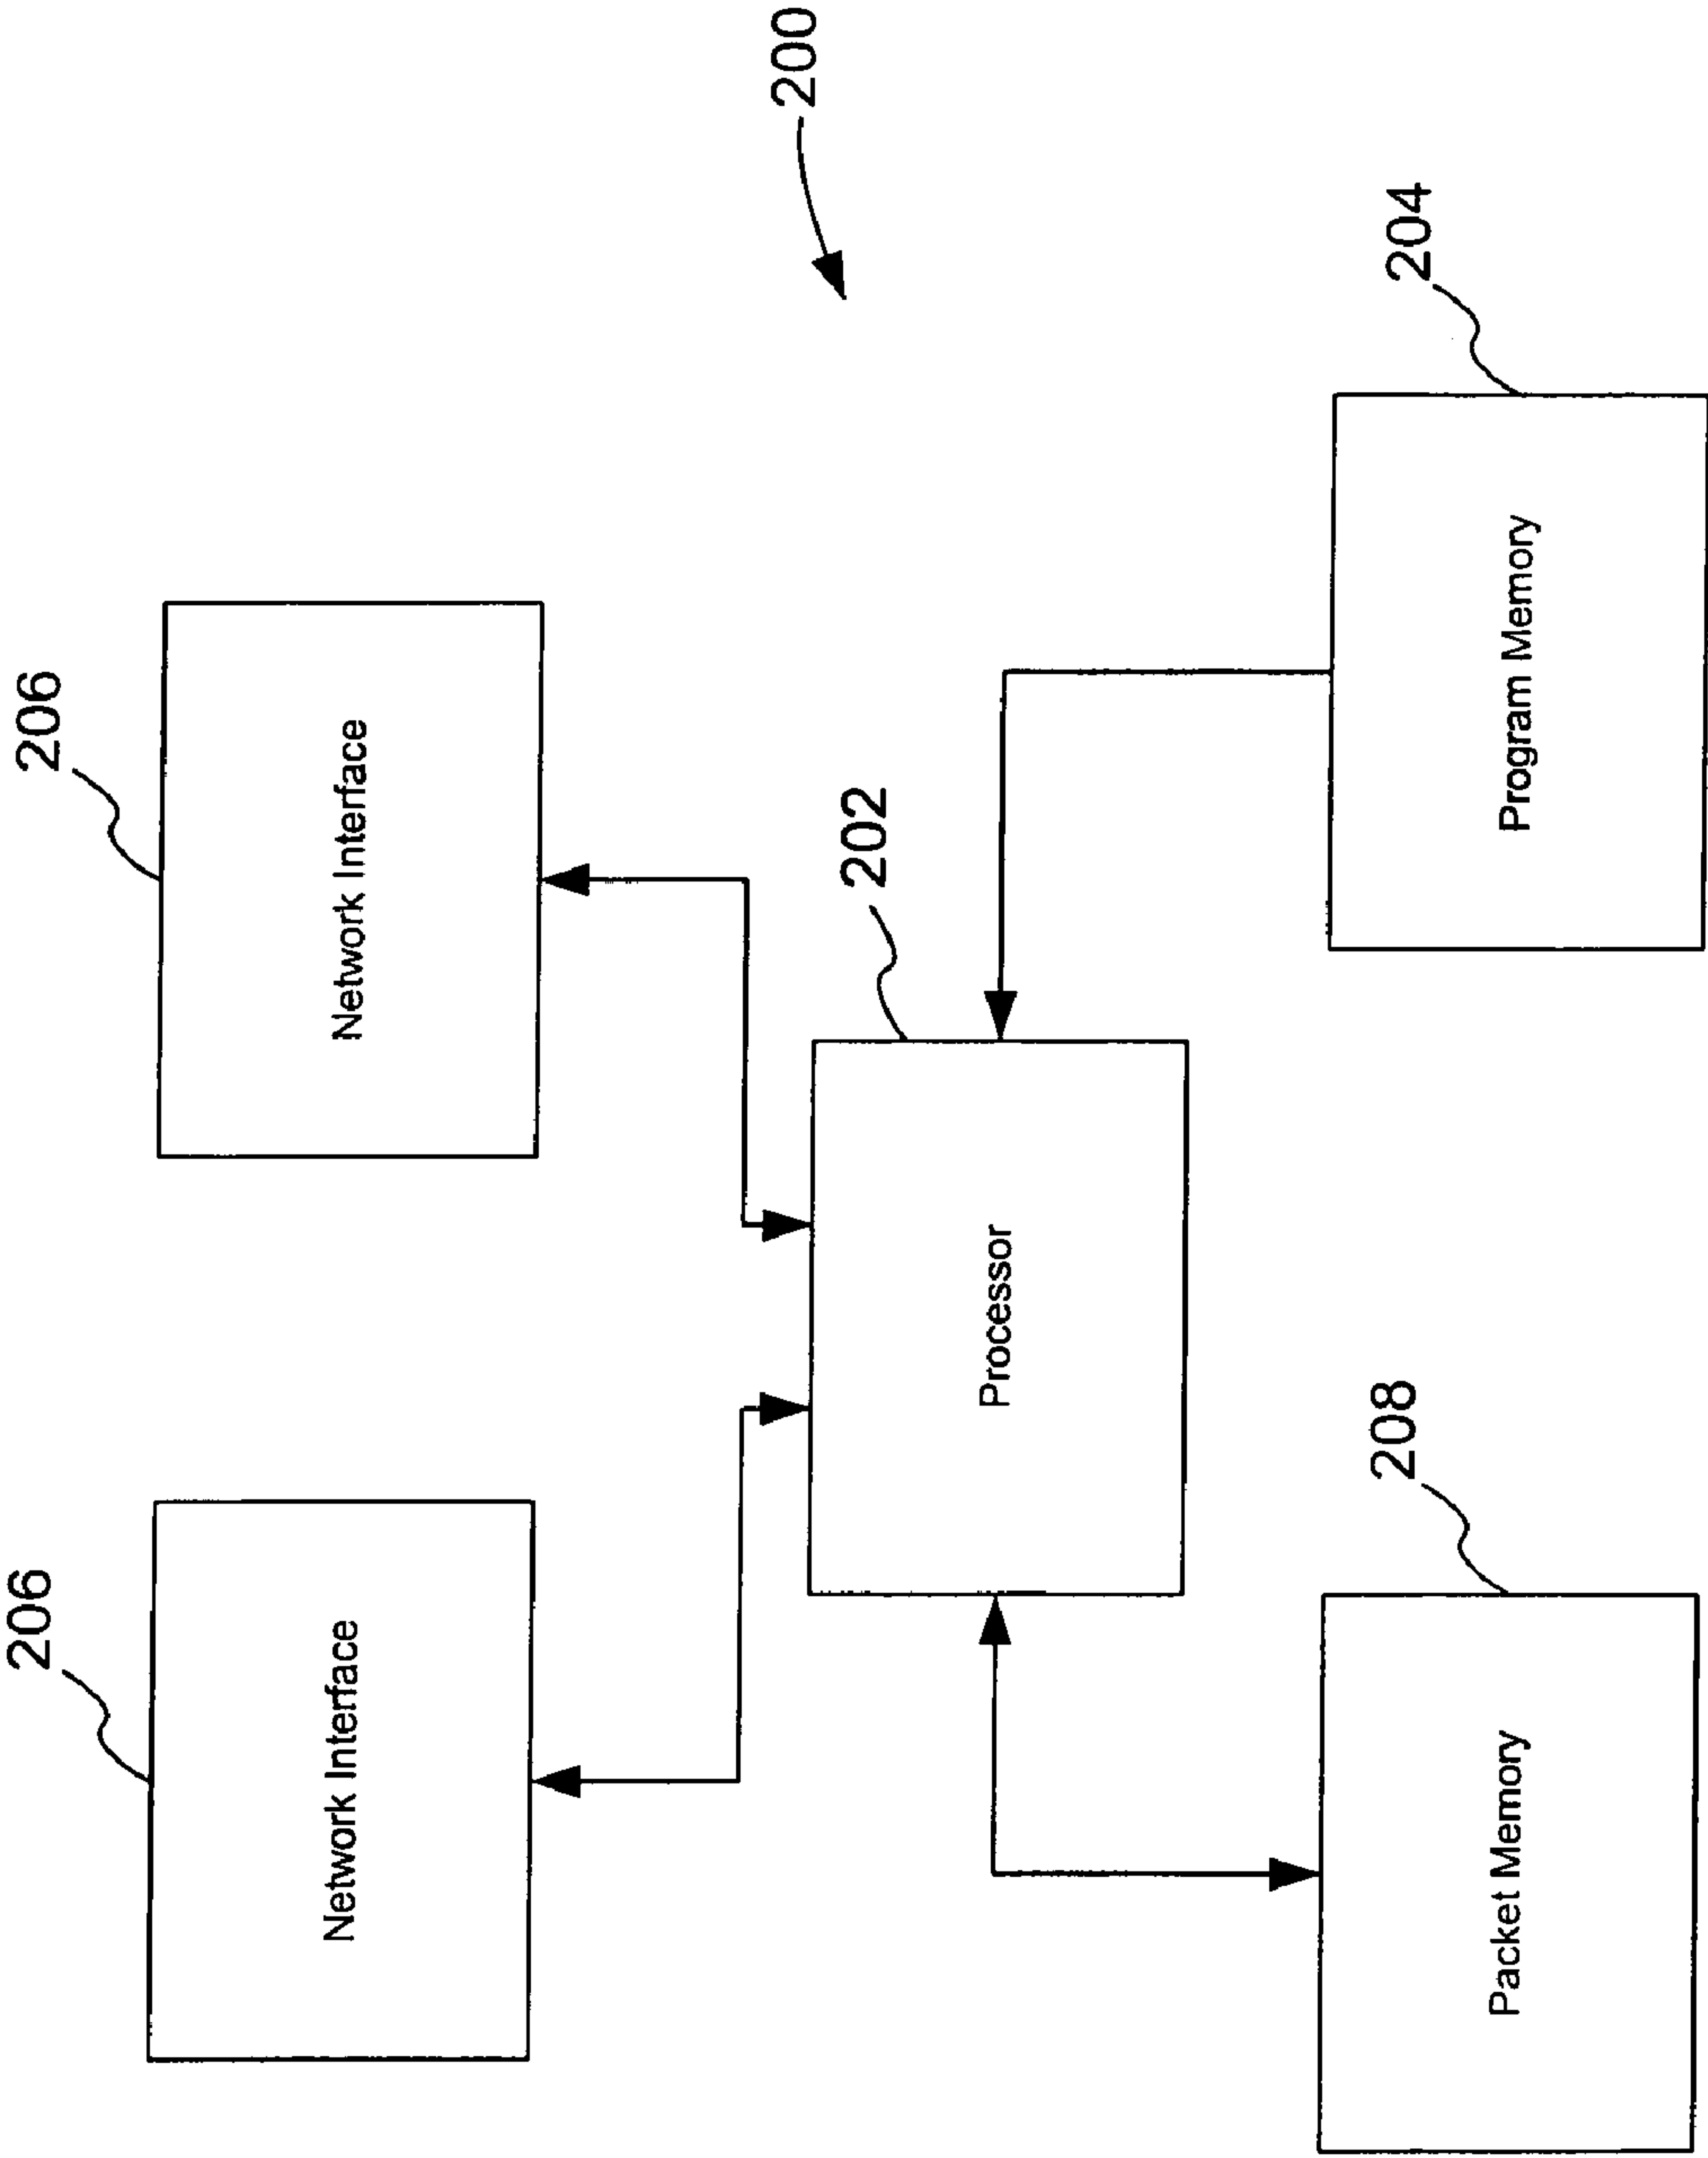 206
Network Interface
206
Network Interface
200
202
Processor
208
Packet Memory
204
Program Memory